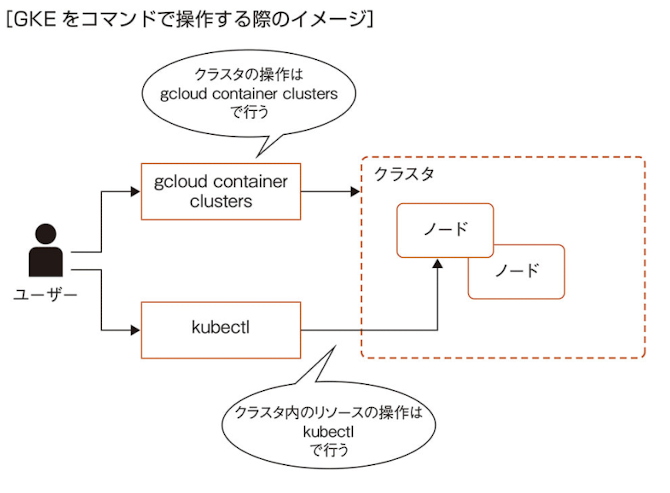 [GKE をコマンドで操作する際のイメージ]
クラスタの操作は
gcloud container clusters
で行う
gcloud container
clusters
クラスタ
ノード
ノード
ユーザー
kubectl
クラスタ内のリソースの操作は
kubectl
で行う